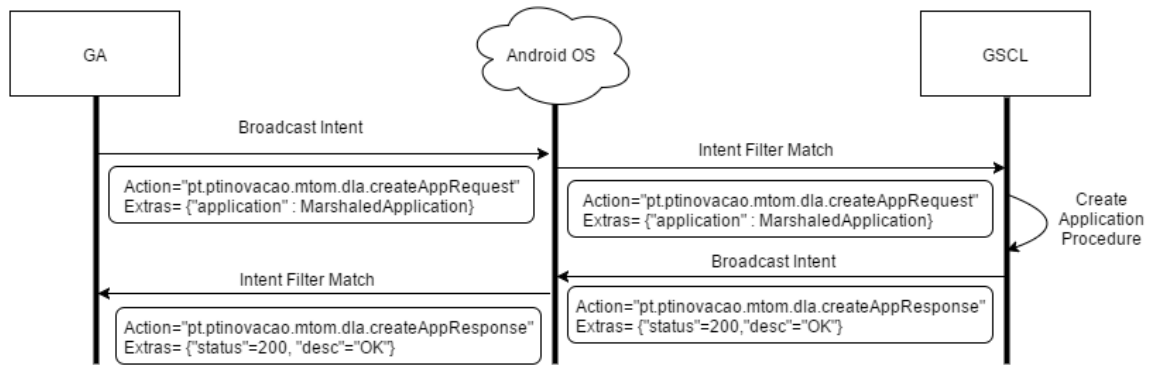 GA
Android OS
GSCL
Broadcast Intent
Intent Filter Match
Action="pt.ptinovacao.mtom.dla.createAppRequest"
Extras= {"application" : MarshaledApplication}
Action="pt.ptinovacao.mtom.dla.createAppRequest"
Extras= {"application" : MarshaledApplication}
Create
Application
Procedure
Broadcast Intent
Intent Filter Match
Action="pt.ptinovacao.mtom.dla.createAppResponse"
Extras= {"status"=200,"desc"="OK"}
Action="pt.ptinovacao.mtom.dla.createAppResponse"
Extras= {"status"=200, "desc"="OK"}